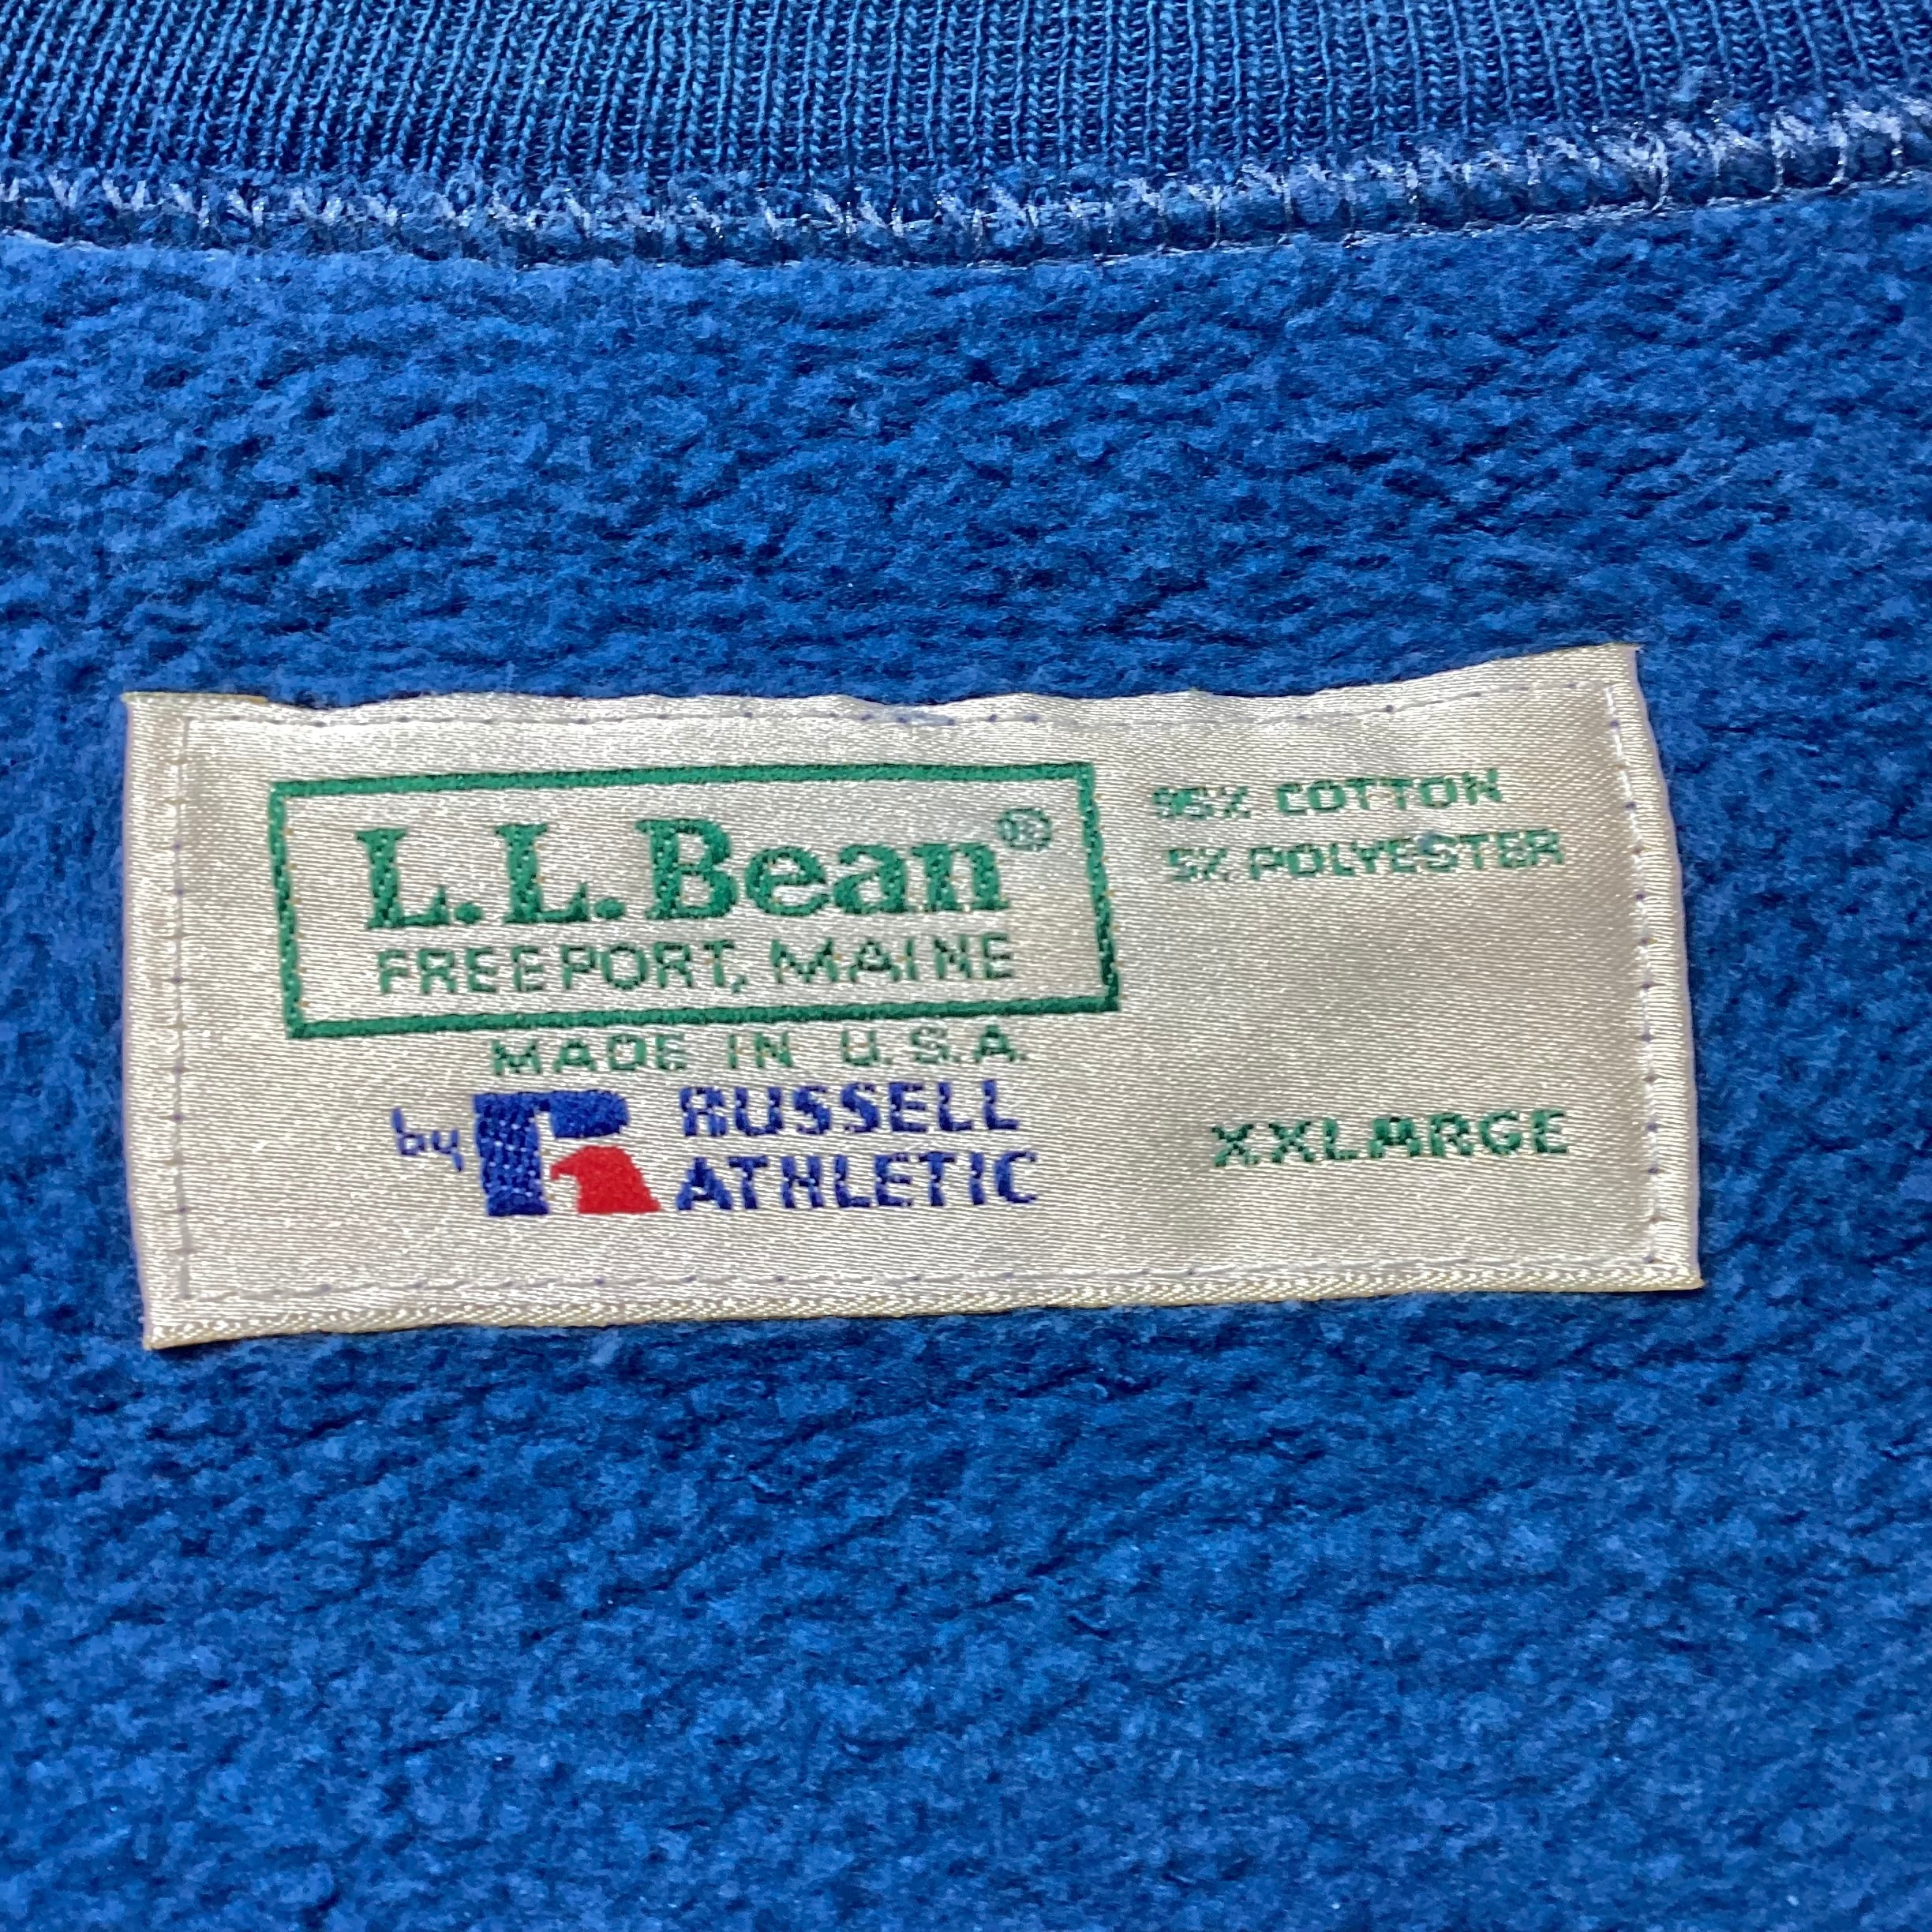 L.L.Bean®
FREEPORT, MAINE
MADE IN U.S.A.
by RUSSELL
ATHLETIC
95% COTTON
5% POLYESTER
XXLARGE